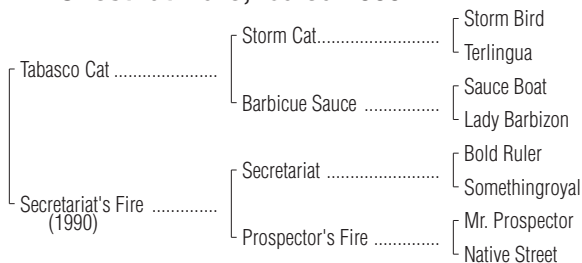 Storm Bird
Storm Cat..............................
Terlingua
Tabasco Cat .....................
Sauce Boat
Barbicue Sauce ................
Lady Barbizon
Bold Ruler
Secretariat ............................
Somethingroyal
Secretariat's Fire .............
(1990)
Mr. Prospector
Prospector's Fire ..............
Native Street